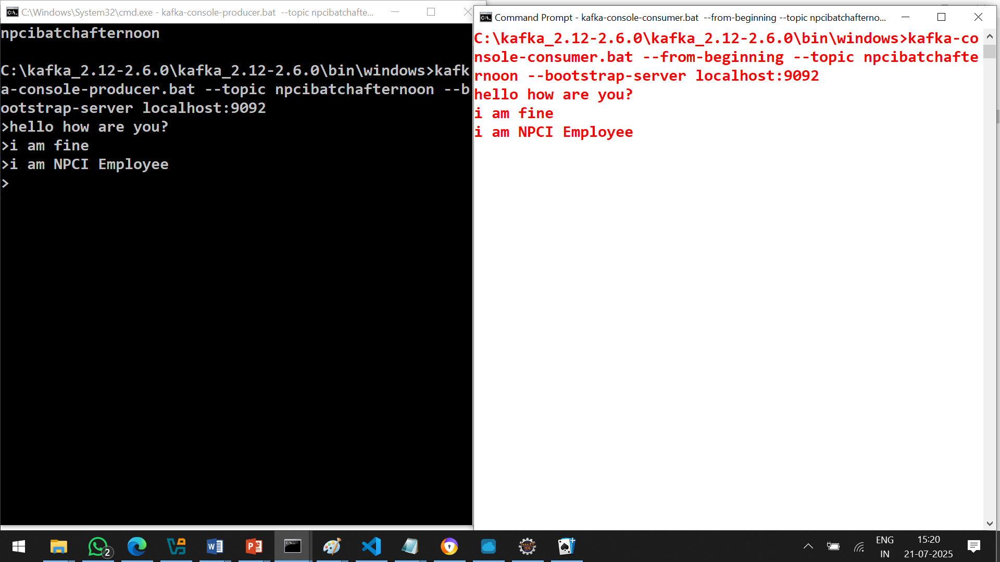 C:\Windows\System32\cmd.exe - kafka-console-producer.bat  --topic npcibatchafte...
npcibatchafternoon
C:\kafka_2.12-2.6.0\kafka_2.12-2.6.0\bin\windows>kafk
a-console-producer.bat --topic npcibatchafternoon --b
ootstrap-server localhost:9092
>hello how are you?
>i am fine
>i am NPCI Employee
>
Command Prompt - kafka-console-consumer.bat  --from-beginning --topic npcibatchafterno...
C:\kafka_2.12-2.6.0\kafka_2.12-2.6.0\bin\windows>kafka-co
nsole-consumer.bat --from-beginning --topic npcibatchafte
rnoon --bootstrap-server localhost:9092
hello how are you?
i am fine
i am NPCI Employee
2
Java EE
IDE
ENG
IN
15:20
21-07-2025